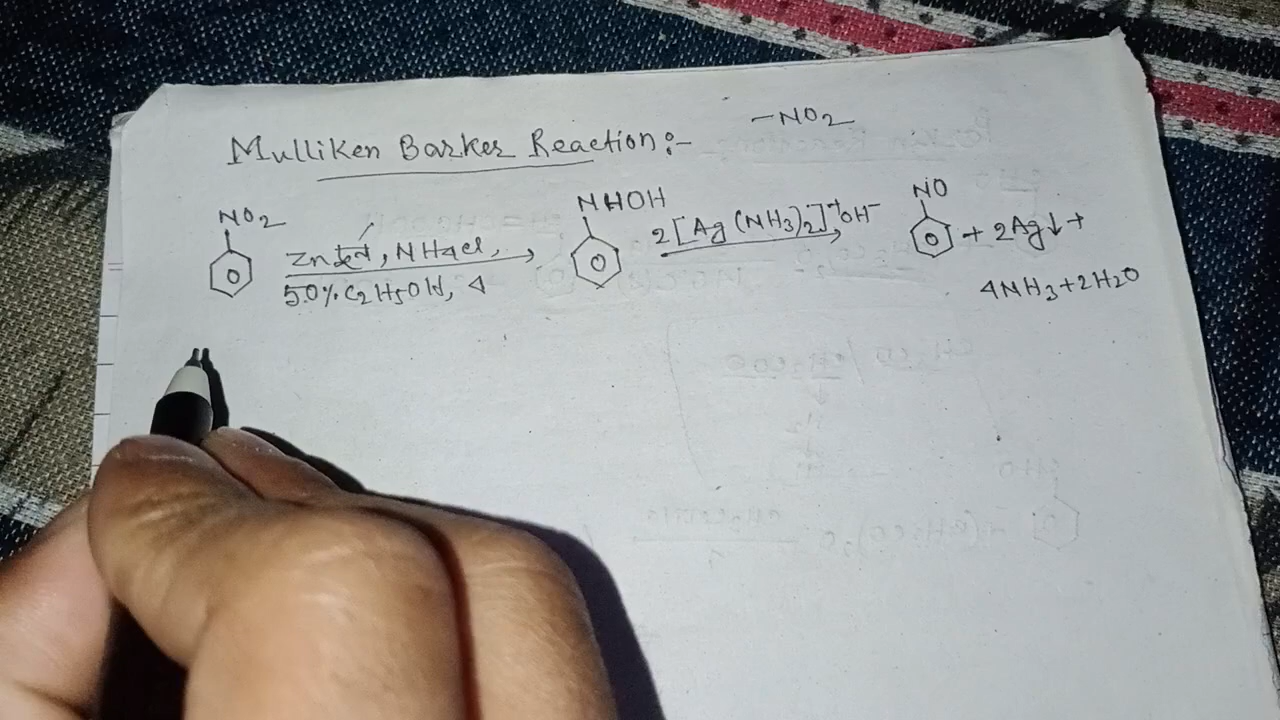 Mulliken Barker Reaction:- -NO2
NO2 NHOH NO
Zn, NH4Cl, 2[Ag(NH3)2]+OH- + 2Ag↓ +
50% C2H5OH, Δ 4NH3+2H2O